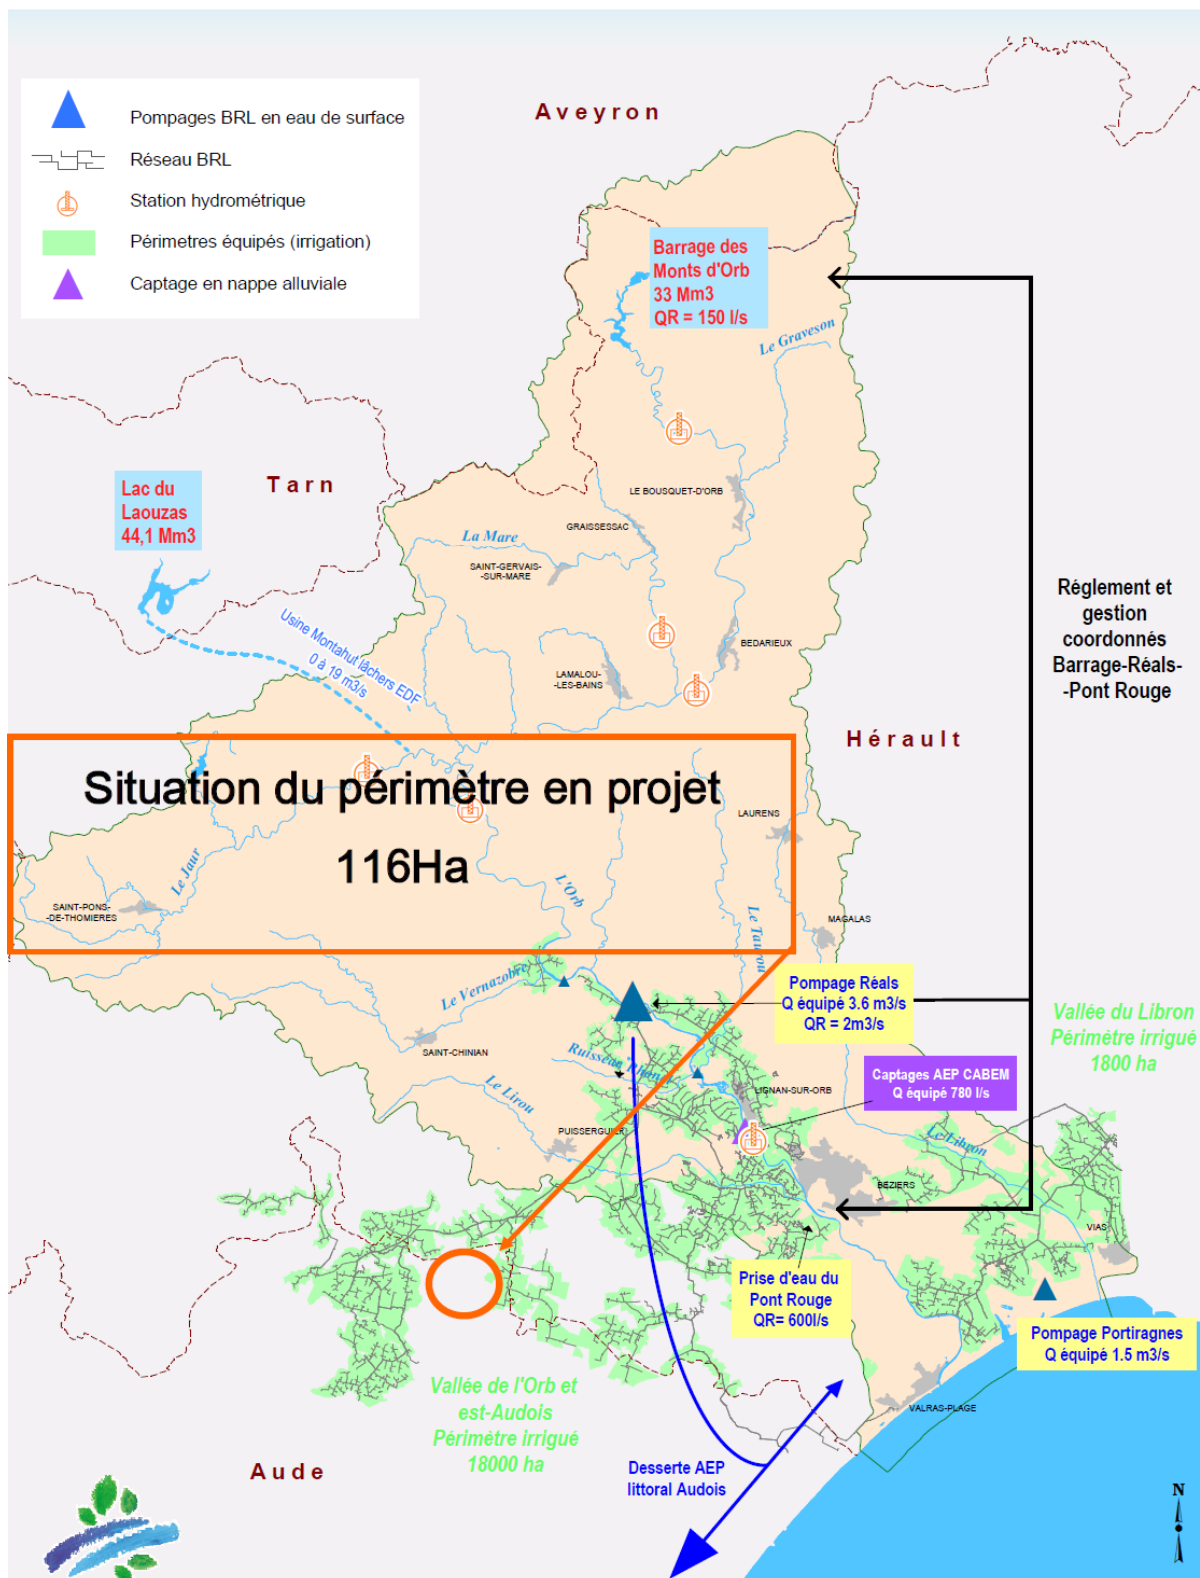 Pompages BRL en eau de surface
Réseau BRL
Station hydrométrique
Périmetres équipés (irrigation)
Captage en nappe alluviale
Aveyron
Barrage des
Monts d'Orb
33 Mm3
QR = 150 l/s
Le Graveson
Tarn
Lac du
Laouzas
44,1 Mm3
LE BOUSQUET-D'ORB
GRAISSESSAC
La Mare
SAINT-GERVAIS-
-SUR-MARE
Usine Montahut lâchers EDF
0 à 19 m3/s
BEDARIEUX
LAMALOU-
-LES-BAINS
Réglement et
gestion
coordonnés
Barrage-Réals-
-Pont Rouge
Hérault
Situation du périmètre en projet
116Ha
LAURENS
Le Jaur
L'Orb
SAINT-PONS-
-DE-THOMIERES
Le Taurou
MAGALAS
Le Vernazobre
Pompage Réals
Q équipé 3.6 m3/s
QR = 2m3/s
Vallée du Libron
Périmètre irrigué
1800 ha
SAINT-CHINIAN
Ruisseau
Captages AEP CABEM
Q équipé 780 l/s
LIGNAN-SUR-ORB
Le Lirou
PUISSERGUIER
Le Libron
BEZIERS
VIAS
Prise d'eau du
Pont Rouge
QR= 600l/s
Pompage Portiragnes
Q équipé 1.5 m3/s
Vallée de l'Orb et
est-Audois
Périmètre irrigué
18000 ha
VALRAS-PLAGE
Aude
Desserte AEP
littoral Audois
N